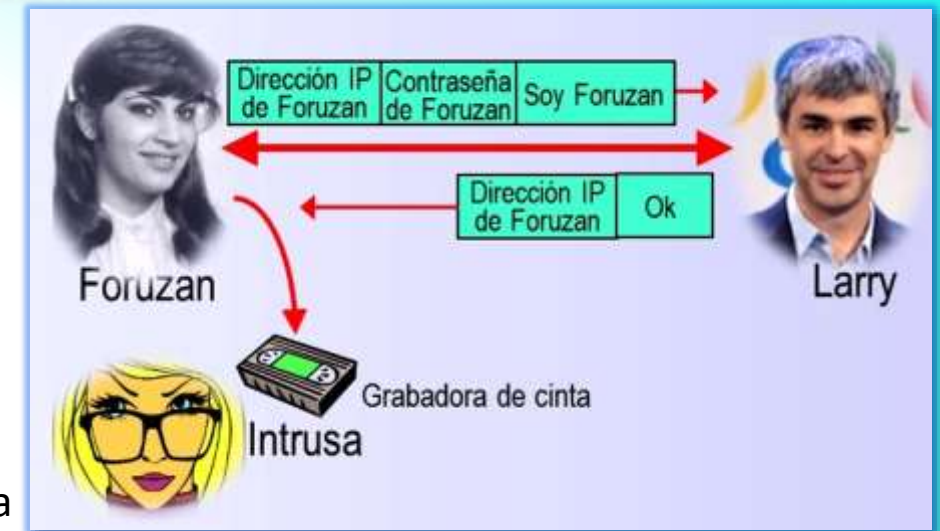 Dirección IP
de Foruzan
Contraseña
de Foruzan
Soy Foruzan
Dirección IP
de Foruzan
Ok
Foruzan
Larry
Grabadora de cinta
Intrusa
a